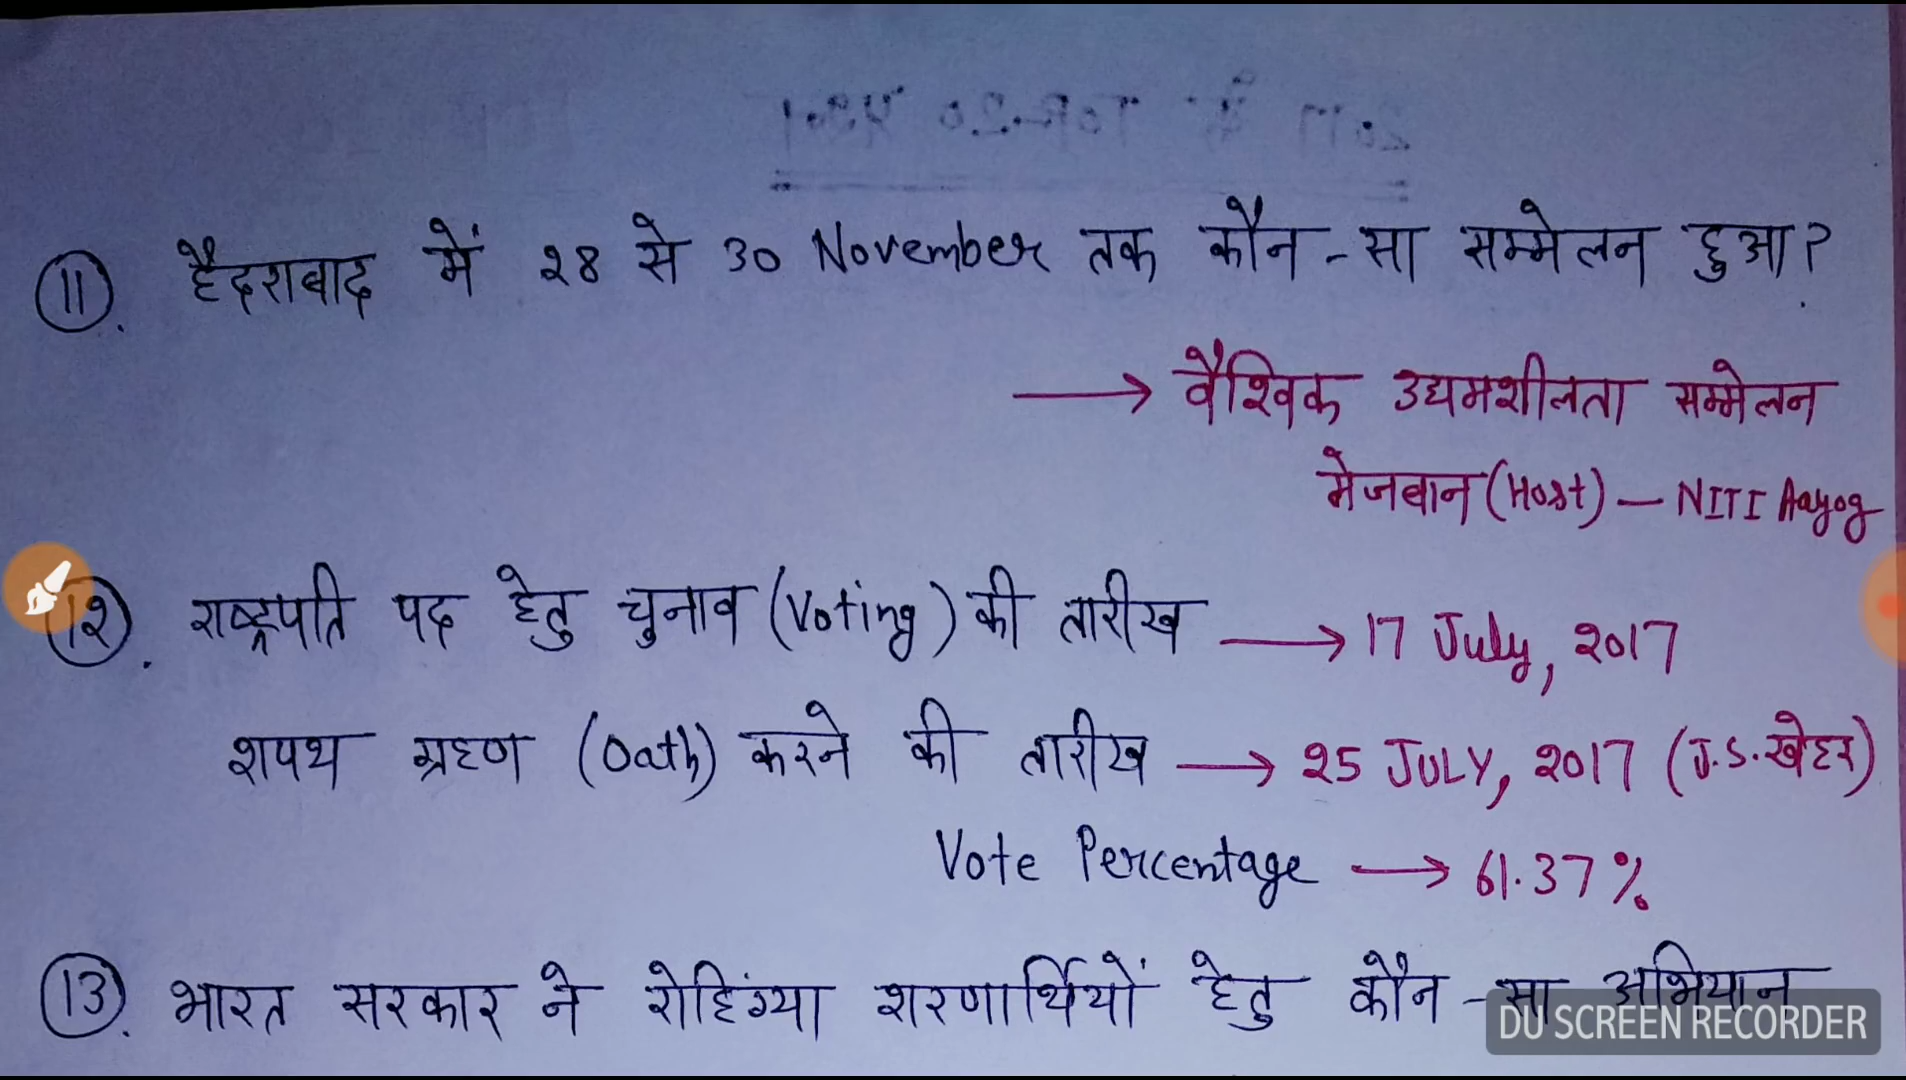 11. हैदराबाद में 28 से 30 November तक कौन-सा सम्मेलन हुआ?
→ वैश्विक उद्यमशीलता सम्मेलन
मेजबान (Host) — NITI Aayog
12. राष्ट्रपति पद हेतु चुनाव (Voting) की तारीख → 17 July, 2017
शपथ ग्रहण (Oath) करने की तारीख → 25 JULY, 2017 (J.S. खेहर)
Vote Percentage → 61.37%
13. भारत सरकार ने रोहिंग्या शरणार्थियों हेतु कौन-सा अभियान
DU SCREEN RECORDER